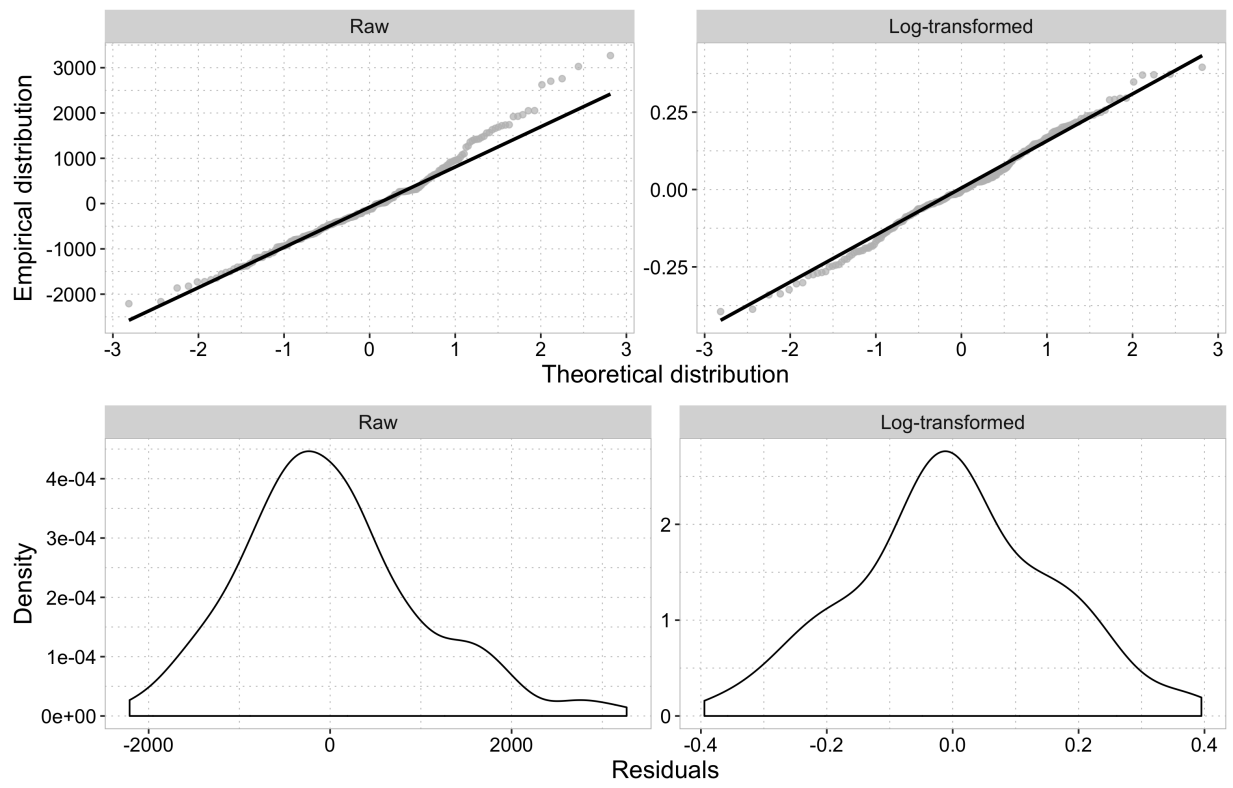 Raw
Log-transformed
Empirical distribution
3000
2000
1000
0
-1000
-2000
0.25
0.00
-0.25
-3 -2 -1 0 1 2 3
-3 -2 -1 0 1 2 3
Theoretical distribution
Raw
Log-transformed
Density
4e-04
3e-04
2e-04
1e-04
0e+00
2
1
0
-2000 0 2000
-0.4 -0.2 0.0 0.2 0.4
Residuals